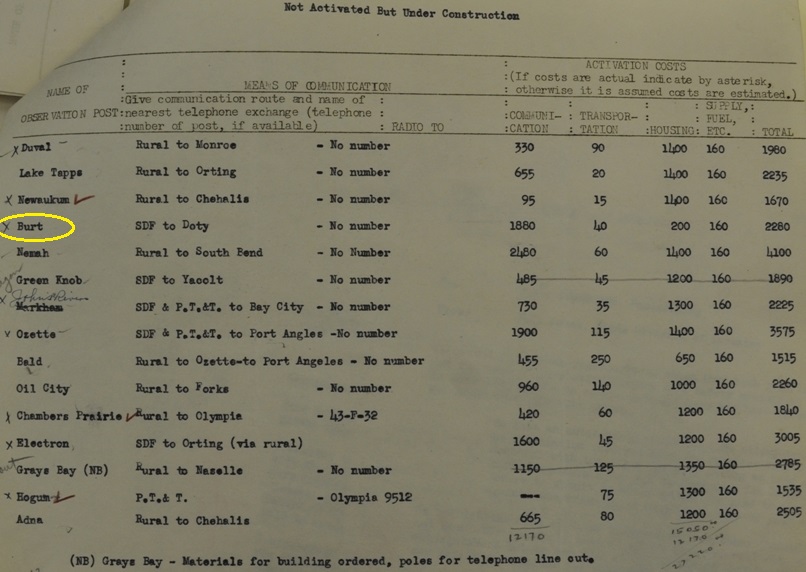 Not Activated But Under Construction
ACTIVATION COSTS
NAME OF : MEANS OF COMMUNICATION : (If costs are actual indicate by asterisk,
:Give communication route and name of : otherwise it is assumed costs are estimated.)
OBSERVATION POST:nearest telephone exchange (telephone : :COMMUNI- : TRANSPOR- : : SUPPLY, :
:number of post, if available) : RADIO TO :CATION : TATION :HOUSING: FUEL, ETC. : TOTAL
x Duval Rural to Monroe - No number 330 90 1400 160 1980
Lake Tapps Rural to Orting - No number 655 20 1400 160 2235
x Newaukum ✓ Rural to Chehalis - No number 95 15 1400 160 1670
x Burt SDF to Doty - No number 1880 40 200 160 2280
Nemah Rural to South Bend - No Number 2480 60 1400 160 4100
Green Knob SDF to Yacolt - No number 485 45 1200 160 1890
x Johns River
Markham SDF & P.T.&T. to Bay City - No number 730 35 1300 160 2225
v Ozette SDF & P.T.&T. to Port Angles -No number 1900 115 1400 160 3575
Bald Rural to Ozette-to Port Angeles - No number 455 250 650 160 1515
Oil City Rural to Forks - No number 960 140 1000 160 2260
x Chambers Prairie ✓ Rural to Olympia - 43-F-32 420 60 1200 160 1840
x Electron SDF to Orting (via rural) 1600 45 1200 160 3005
Grays Bay (NB) Rural to Naselle - No number 1150 125 1350 160 2785
x Hogum ✓ P.T.& T. - Olympia 9512 --- 75 1300 160 1535
Adna Rural to Chehalis 665 80 1200 160 2505
12170 15050
12170
27220
(NB) Grays Bay - Materials for building ordered, poles for telephone line out.